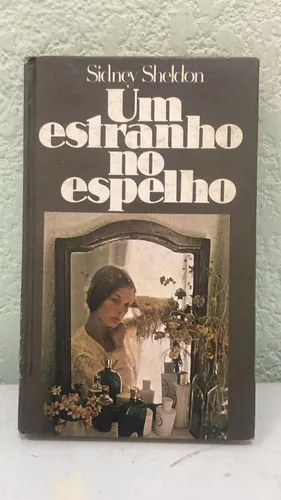 Sidney Sheldon
Um
estranho
no
espelho